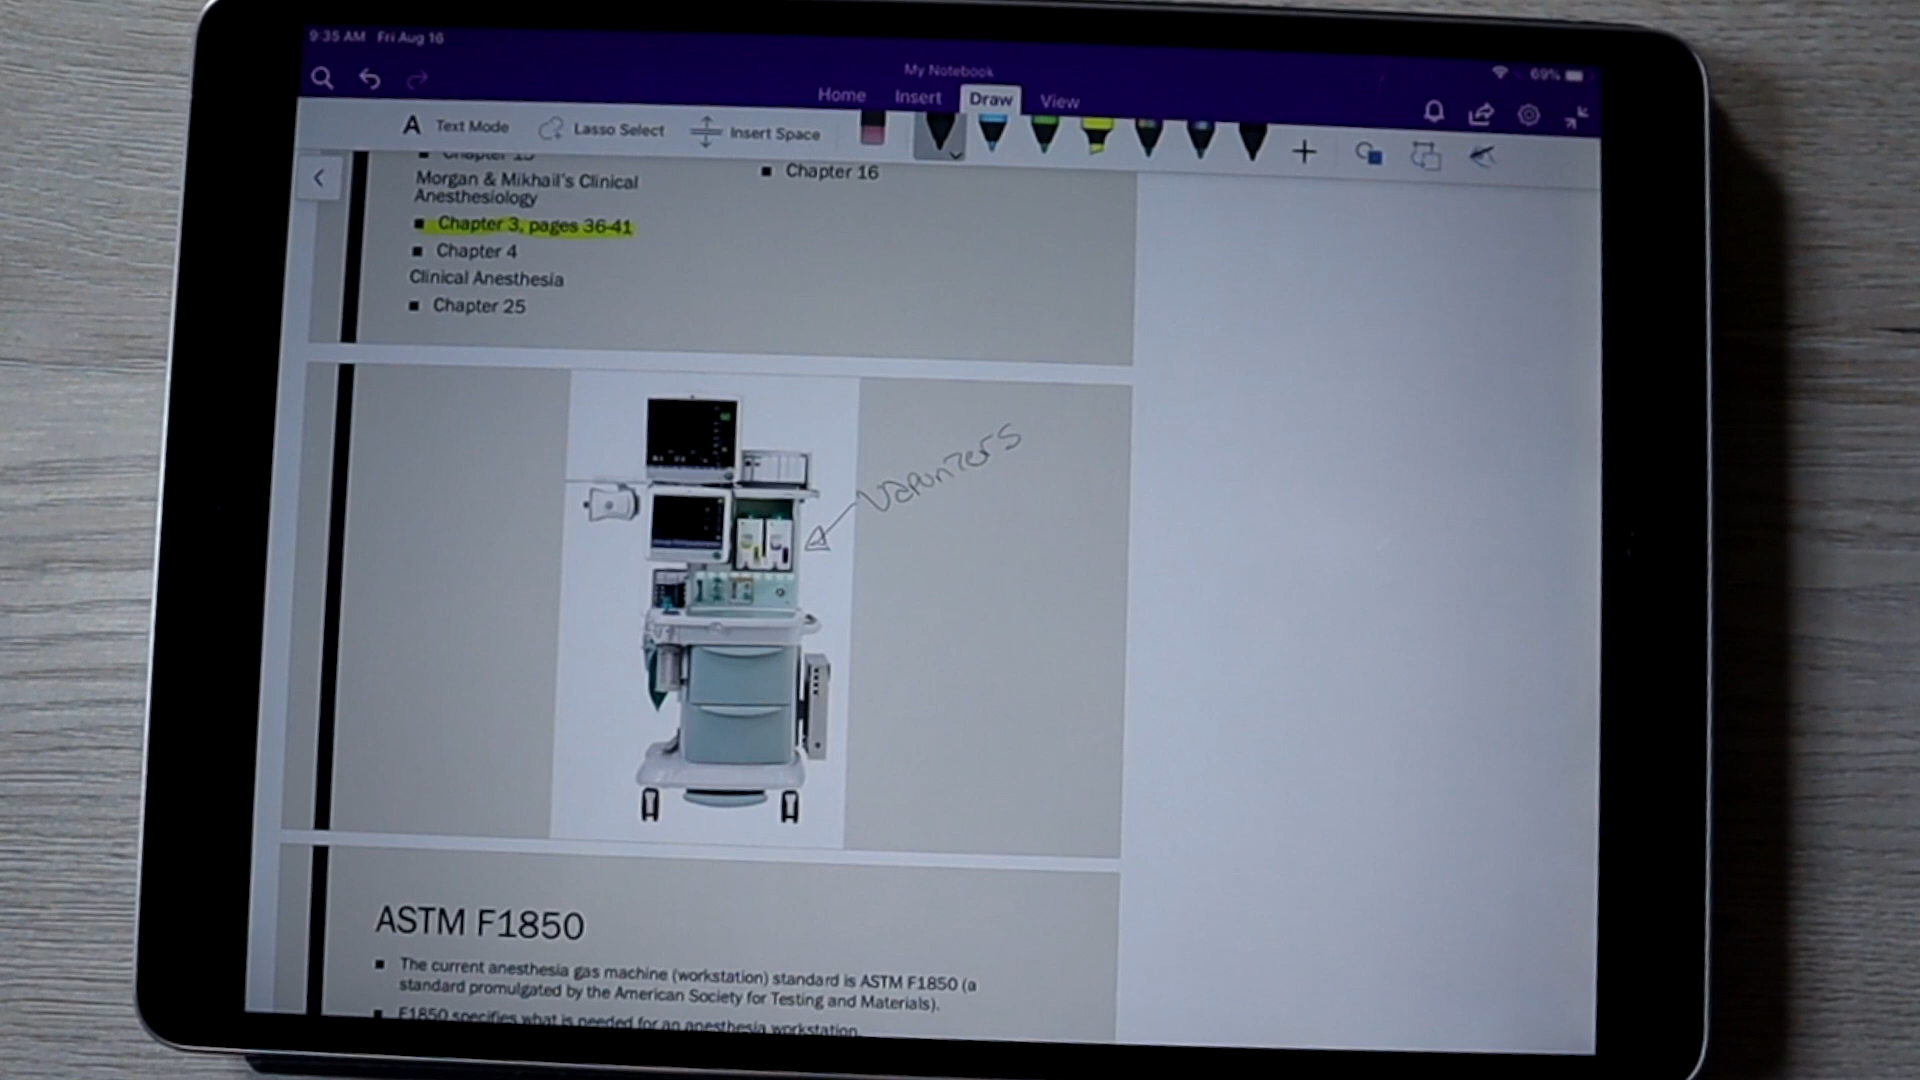 9:35 AM Fri Aug 16
My Notebook
69%
Home Insert Draw View
A Text Mode Lasso Select Insert Space
Chapter 15
Morgan & Mikhail's Clinical
Anesthesiology
Chapter 3, pages 36-41
Chapter 4
Clinical Anesthesia
Chapter 25
Chapter 16
Vaporizers
ASTM F1850
The current anesthesia gas machine (workstation) standard is ASTM F1850 (a
standard promulgated by the American Society for Testing and Materials).
F1850 specifies what is needed for an anesthesia workstation.